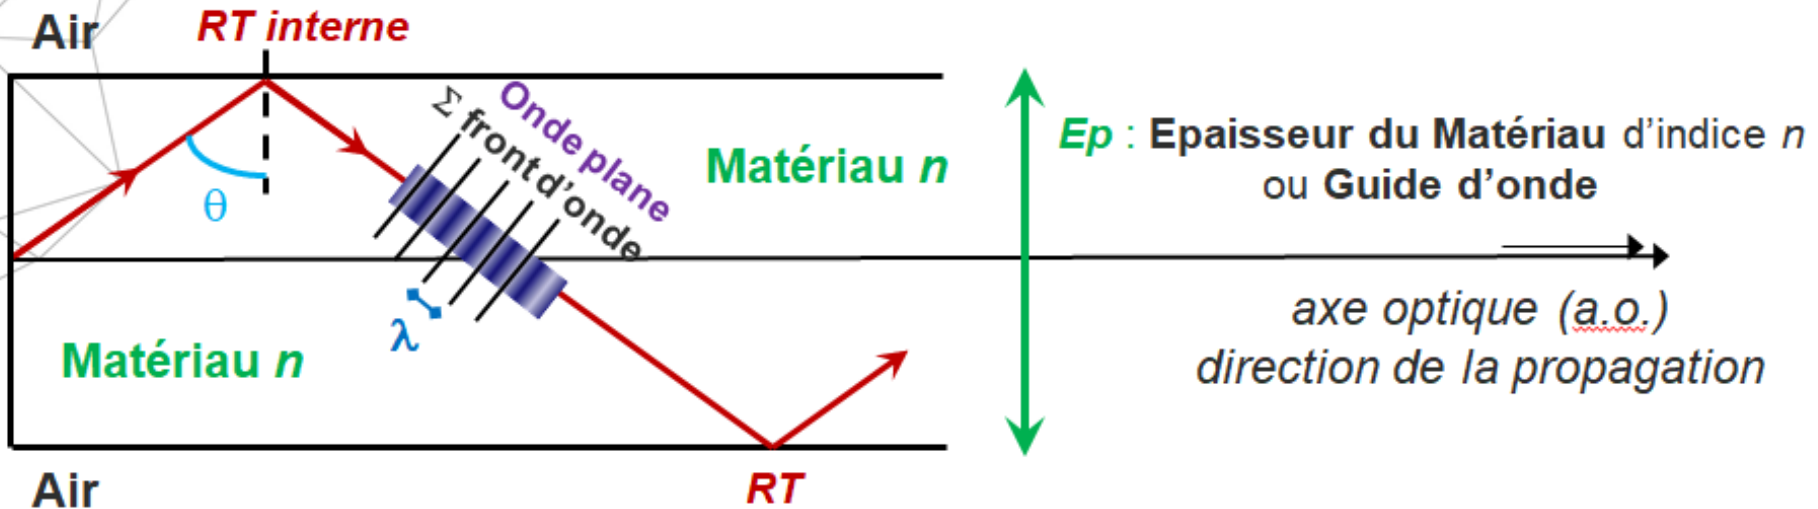 Air
RT interne
Σ front d'onde
Onde plane
Matériau n
Ep : Epaisseur du Matériau d'indice n
ou Guide d'onde
θ
λ
Matériau n
axe optique (a.o.)
direction de la propagation
Air
RT